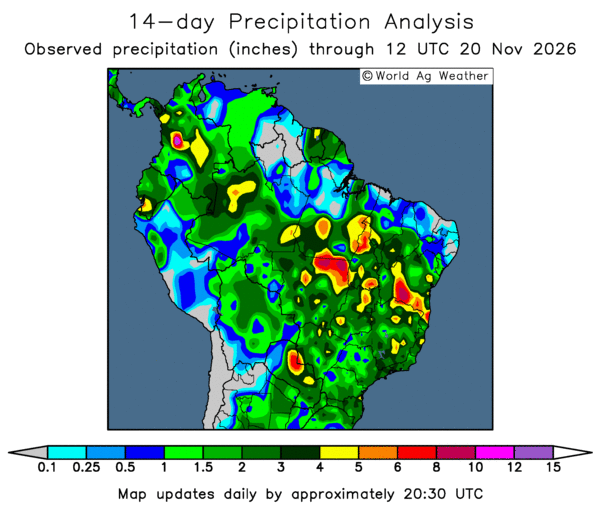 14-day Precipitation Analysis
Observed precipitation (inches) through 12 UTC 20 Nov 2026
©World Ag Weather
0.1 0.25 0.5 1 1.5 2 3 4 5 6 8 10 12 15
Map updates daily by approximately 20:30 UTC